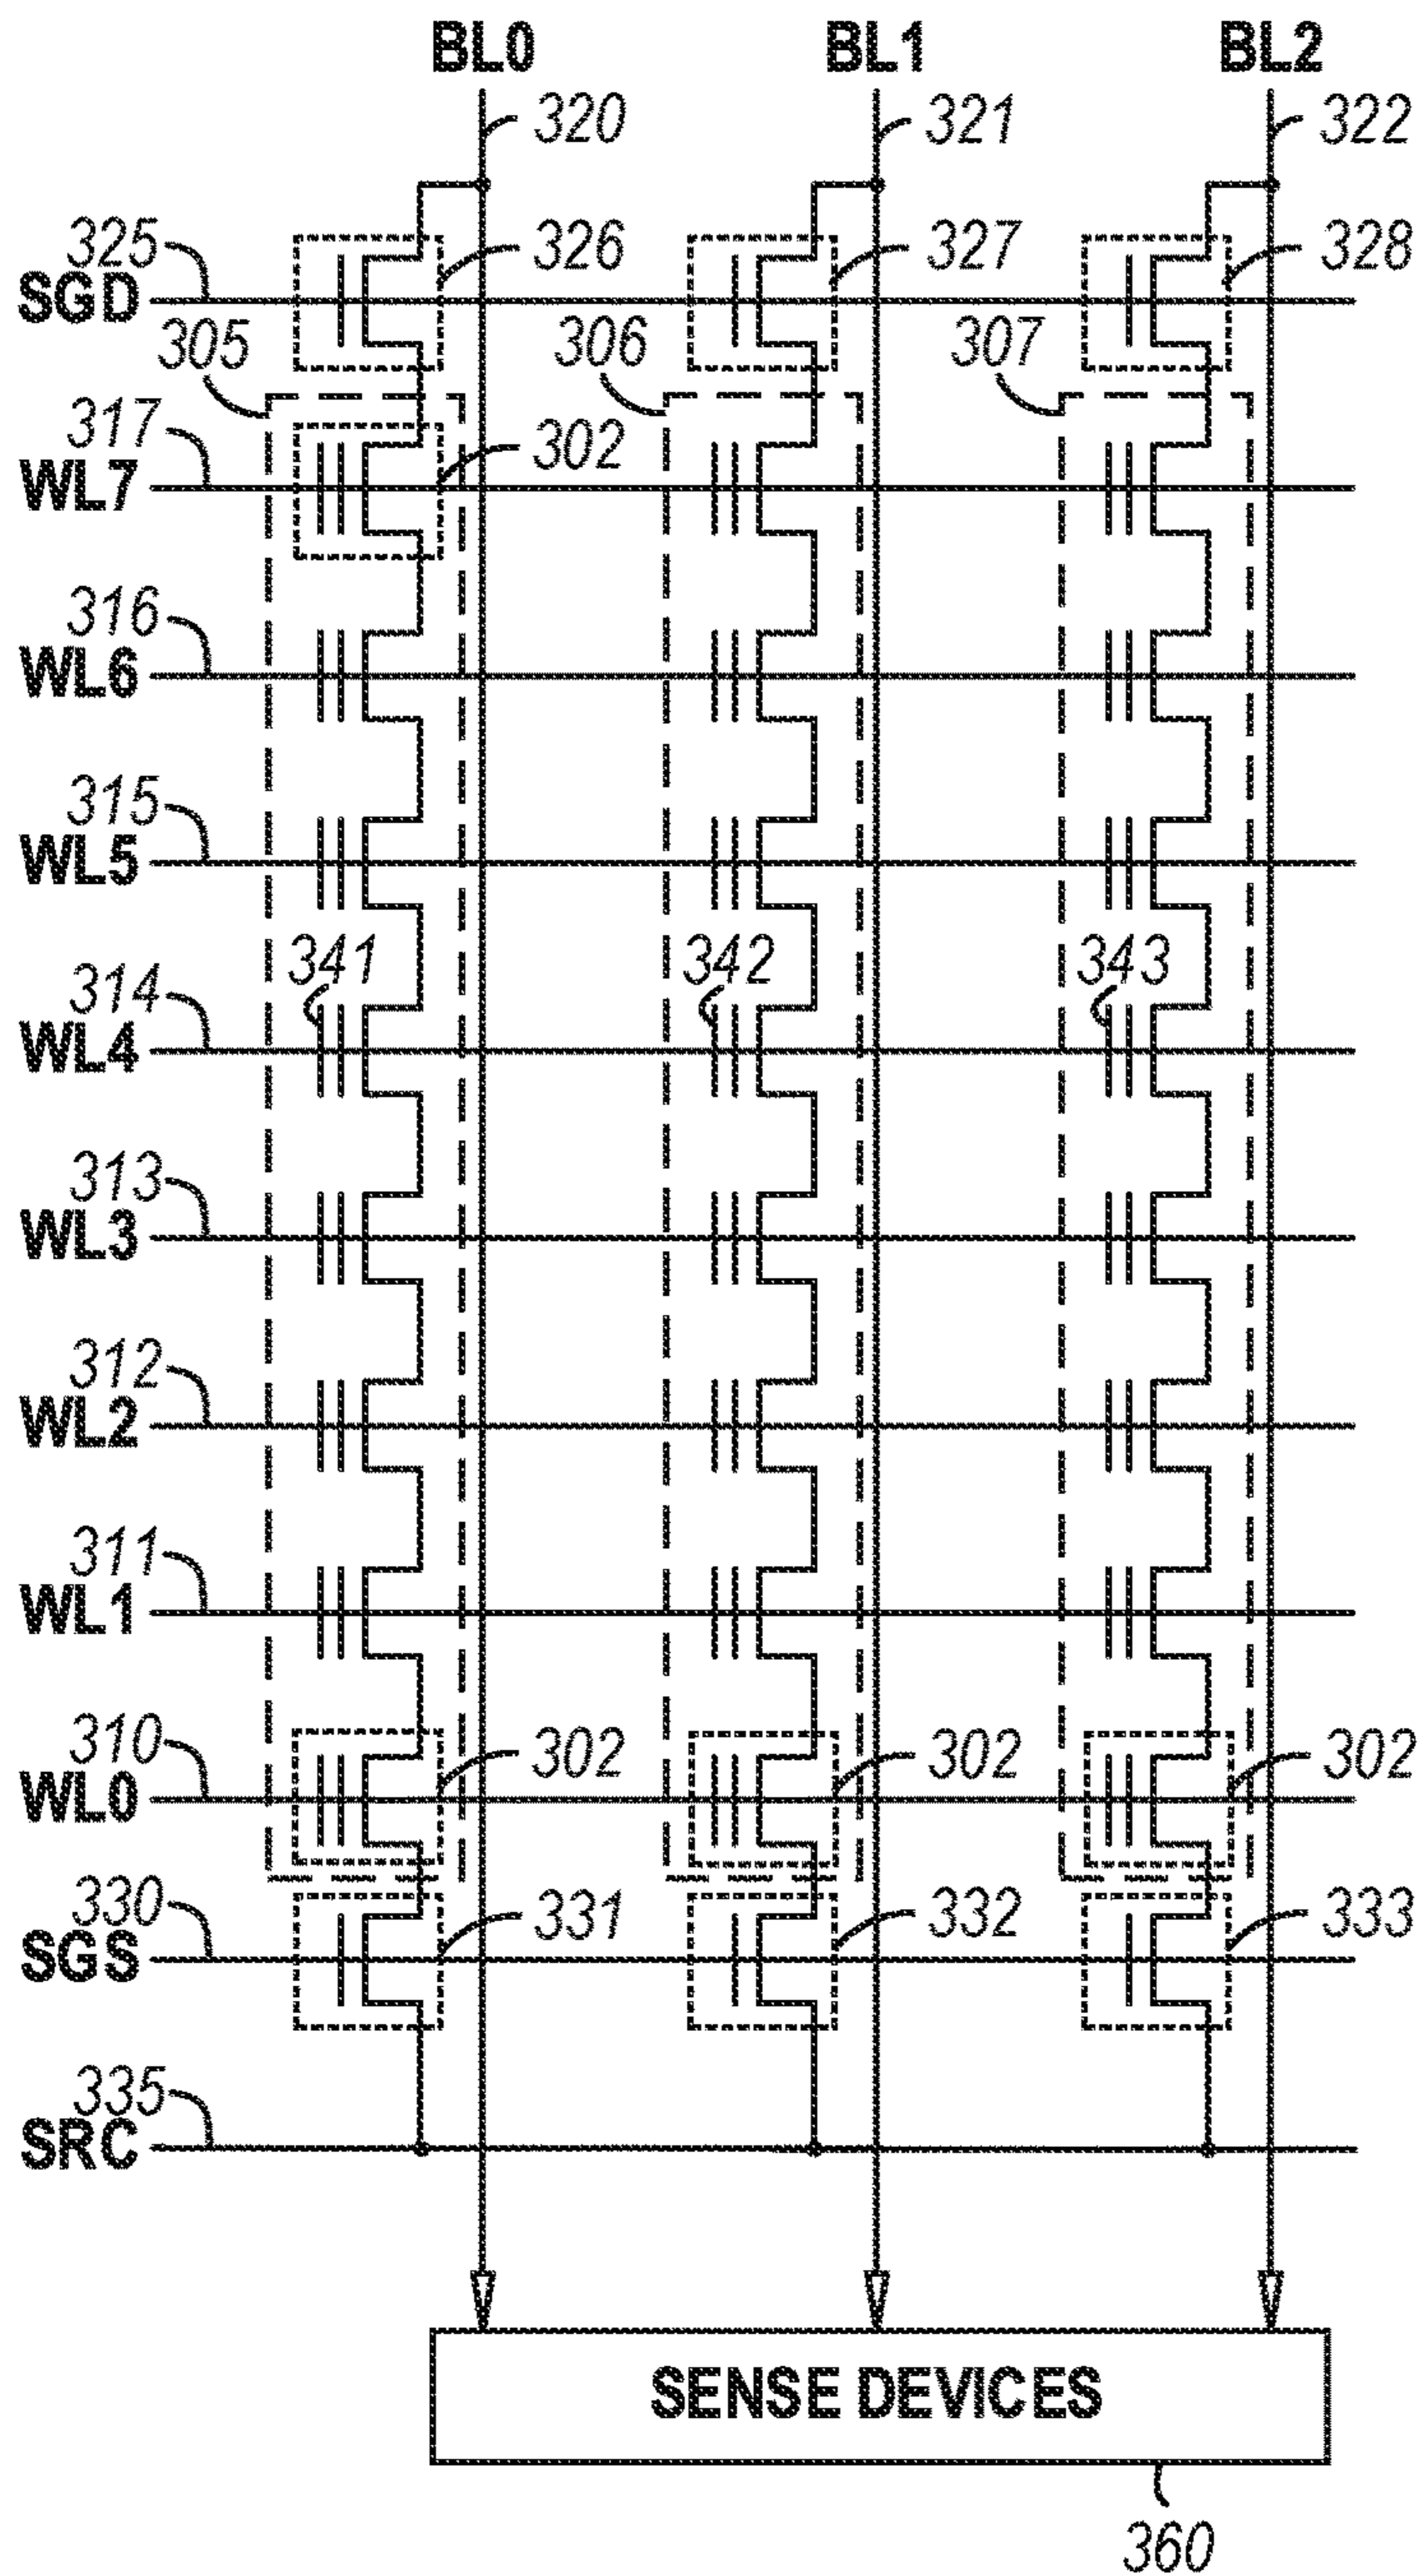 BL0 BL1 BL2
320 321 322
325 326 327 328
SGD
305 306 307
317 302
WL7
316
WL6
315
WL5
341 342 343
314
WL4
313
WL3
312
WL2
311
WL1
310 302 302 302
WL0
330 331 332 333
SGS
335
SRC
SENSE DEVICES
360